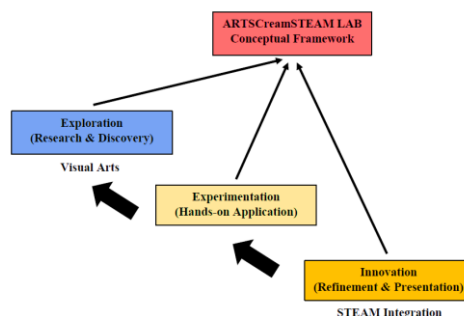 ARTSCreamSTEAM LAB
Conceptual Framework
Exploration
(Research & Discovery)
Visual Arts
Experimentation
(Hands-on Application)
Innovation
(Refinement & Presentation)
STEAM Integration